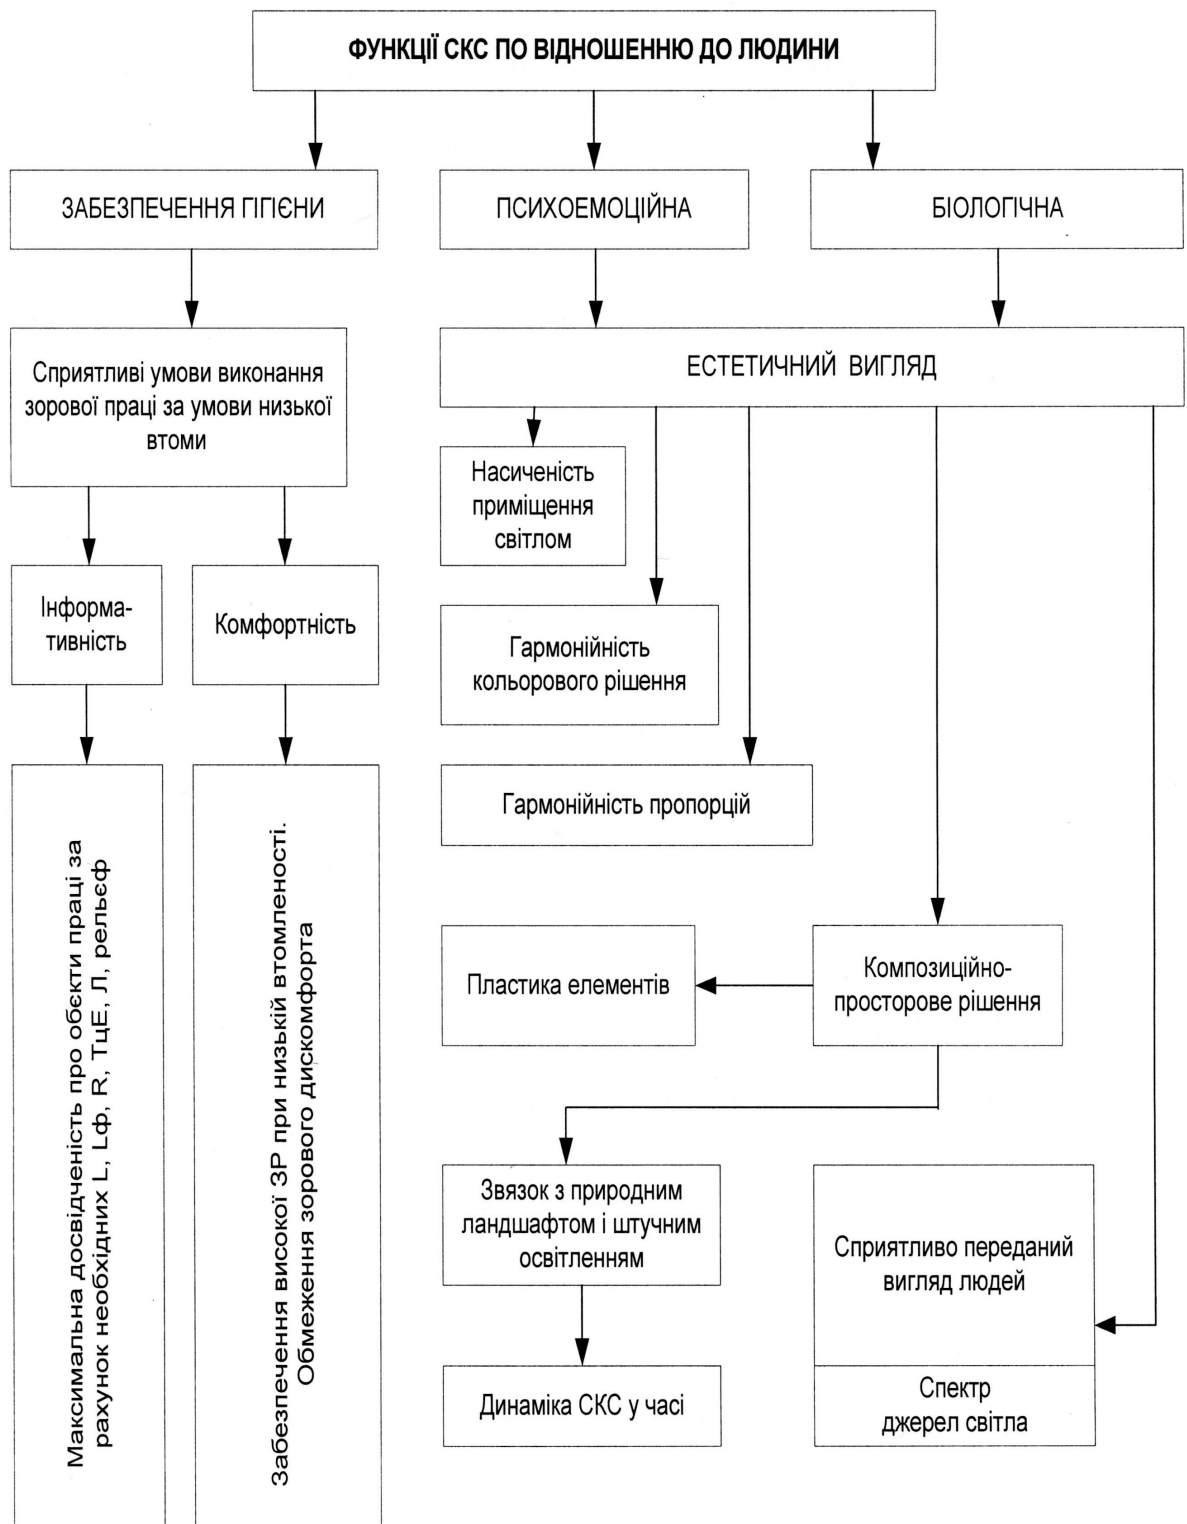 ФУНКЦІЇ СКС ПО ВІДНОШЕННЮ ДО ЛЮДИНИ
ЗАБЕЗПЕЧЕННЯ ГІГІЄНИ
ПСИХОЕМОЦІЙНА
БІОЛОГІЧНА
Сприятливі умови виконання
зорової праці за умови низької
втоми
ЕСТЕТИЧНИЙ ВИГЛЯД
Насиченість
приміщення
світлом
Інформа-
тивність
Комфортність
Гармонійність
кольорового рішення
Гармонійність пропорцій
Максимальна досвідченість про обєкти праці за
рахунок необхідних L, Lф, R, ТцЕ, Л, рельєф
Забезпечення високої ЗР при низькій втомленості.
Обмеження зорового дискомфорта
Пластика елементів
Композиційно-
просторове рішення
Звязок з природним
ландшафтом і штучним
освітленням
Сприятливо переданий
вигляд людей
Динаміка СКС у часі
Спектр
джерел світла